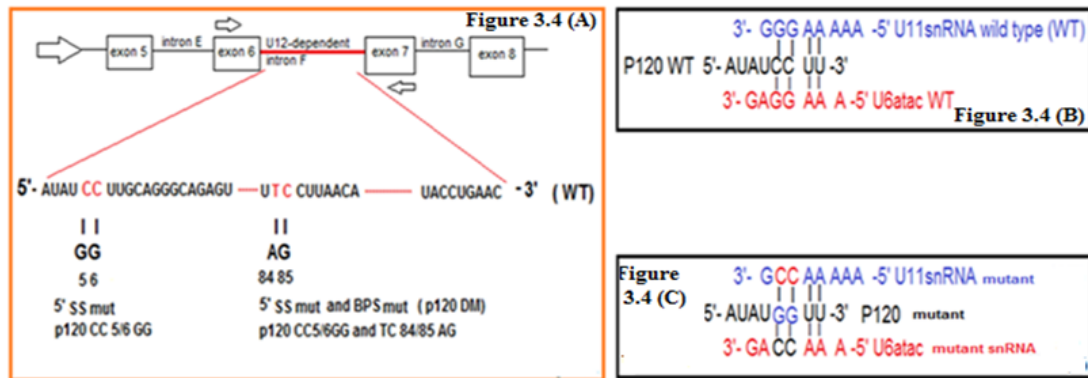 Figure 3.4 (A)
exon 5
intron E
exon 6
U12-dependent
intron F
exon 7
intron G
exon 8
5'- AUAU CC UUGCAGGGCAGAGU — UTC CUUAACA — UACCUGAAC -3' (WT)
GG
AG
5 6
84 85
5' SS mut
p120 CC 5/6 GG
5' SS mut and BPS mut ( p120 DM)
p120 CC5/6GG and TC 84/85 AG
3'- GGG AA AAA -5' U11snRNA wild type (WT)
P120 WT 5'- AUAUCC UU -3'
3'- GAGG AA A -5' U6atac WT
Figure 3.4 (B)
Figure
3.4 (C)
3'- GCC AA AAA -5' U11snRNA mutant
5'- AUAUGG UU -3' P120 mutant
3'- GACC AA A -5' U6atac mutant snRNA